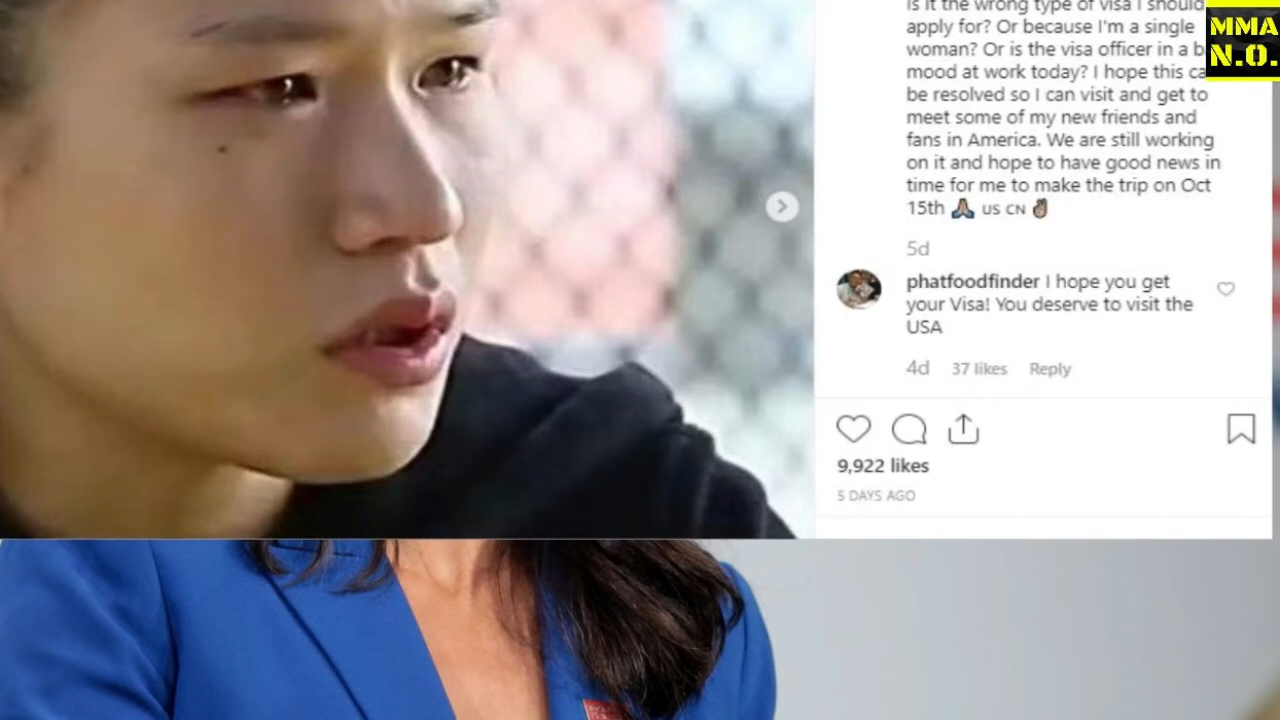 is it the wrong type of visa I should
apply for? Or because I'm a single
woman? Or is the visa officer in a b
mood at work today? I hope this ca
be resolved so I can visit and get to
meet some of my new friends and
fans in America. We are still working
on it and hope to have good news in
time for me to make the trip on Oct
15th 🙏🏼 US CN ✌🏼
5d
phatfoodfinder I hope you get
your Visa! You deserve to visit the
USA
4d 37 likes Reply
9,922 likes
5 DAYS AGO
MMA
N.O.